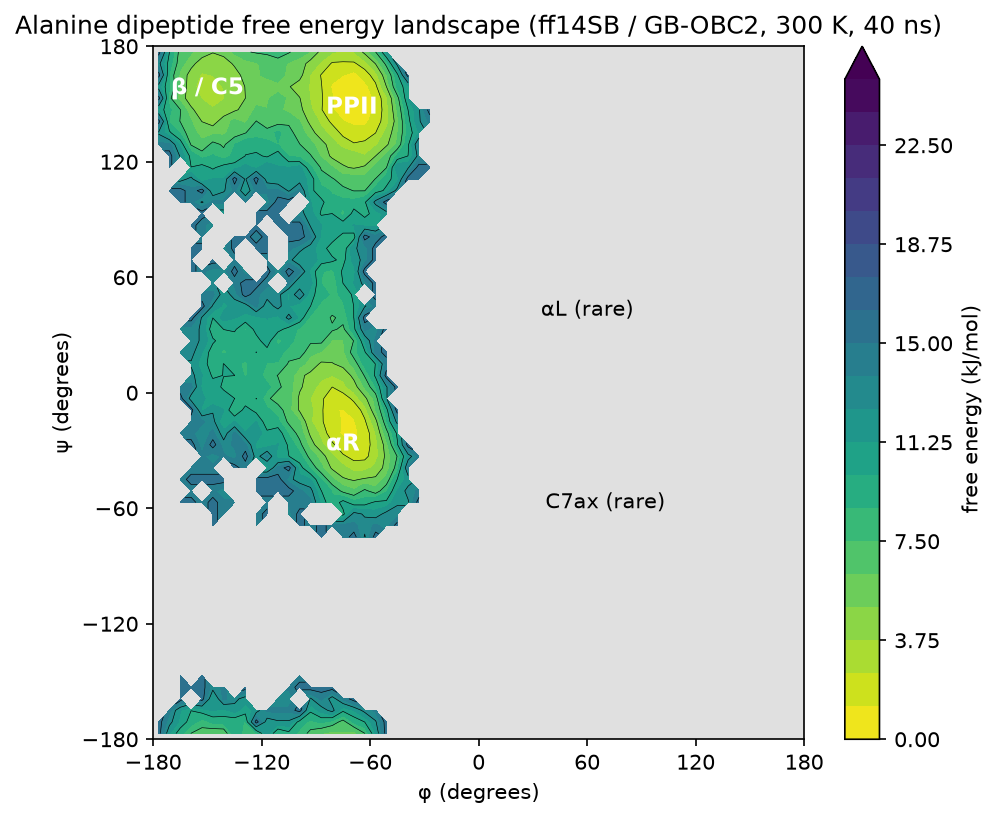 Alanine dipeptide free energy landscape (ff14SB / GB-OBC2, 300 K, 40 ns)
180
120
60
0
−60
−120
−180
ψ (degrees)
β / C5
PPII
αL (rare)
αR
C7ax (rare)
−180
−120
−60
0
60
120
180
φ (degrees)
22.50
18.75
15.00
11.25
7.50
3.75
0.00
free energy (kJ/mol)